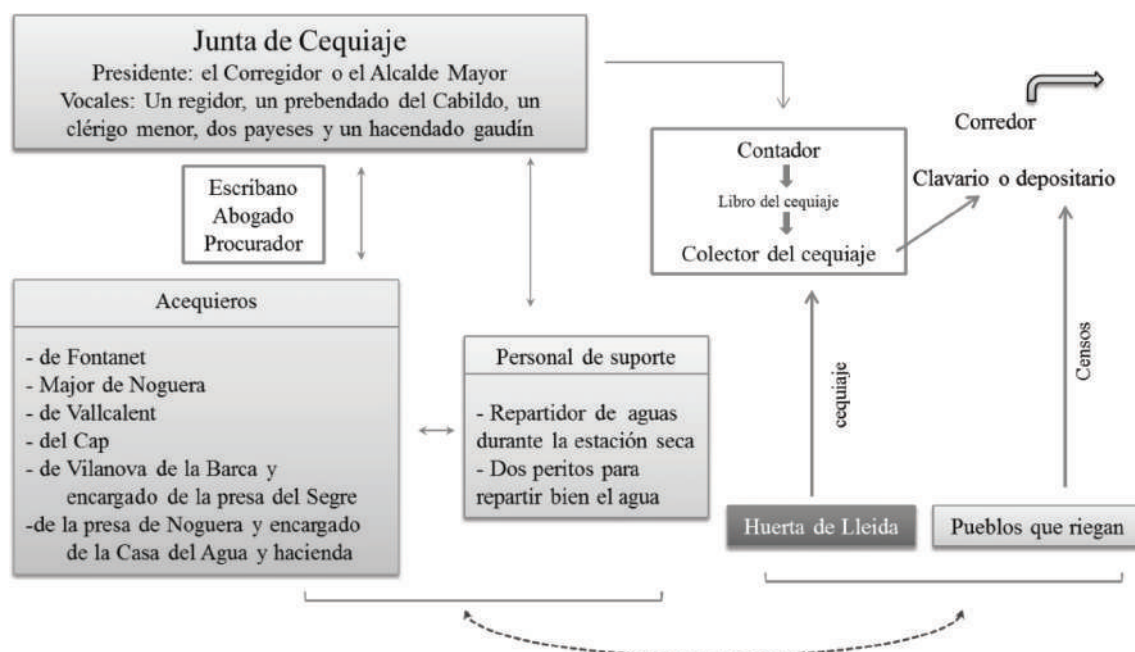 Junta de Cequiaje
Presidente: el Corregidor o el Alcalde Mayor
Vocales: Un regidor, un prebendado del Cabildo, un
clérigo menor, dos payeses y un hacendado gaudín
Escribano
Abogado
Procurador
Acequieros
- de Fontanet
- Major de Noguera
- de Vallcalent
- del Cap
- de Vilanova de la Barca y
encargado de la presa del Segre
-de la presa de Noguera y encargado
de la Casa del Agua y hacienda
Personal de suporte
- Repartidor de aguas
durante la estación seca
- Dos peritos para
repartir bien el agua
Contador
Libro del cequiaje
Colector del cequiaje
Corredor
Clavario o depositario
cequiaje
Censos
Huerta de Lleida
Pueblos que riegan